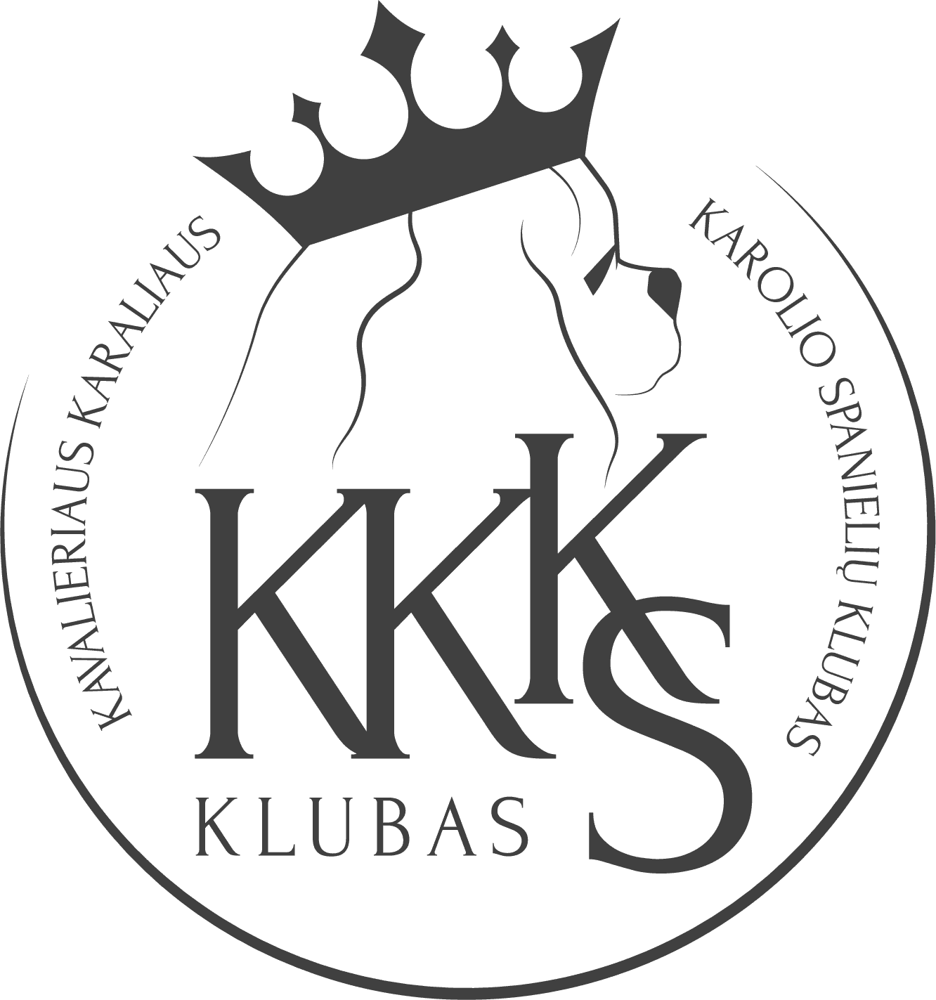 KAVALIERIAUS KARALIAUS
KAROLIO SPANIELIŲ KLUBAS
KKKS
KLUBAS